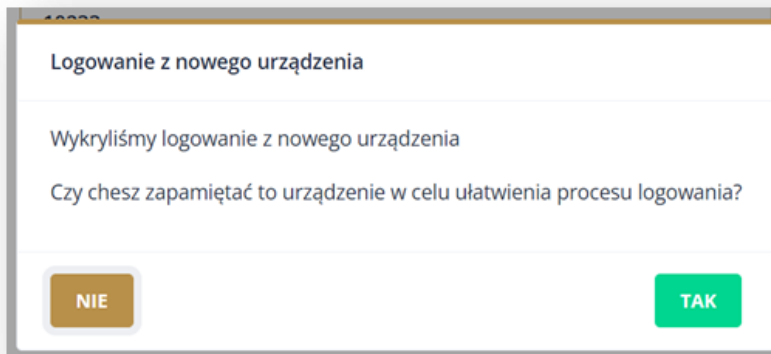 Logowanie z nowego urządzenia
Wykryliśmy logowanie z nowego urządzenia
Czy chesz zapamiętać to urządzenie w celu ułatwienia procesu logowania?
NIE
TAK